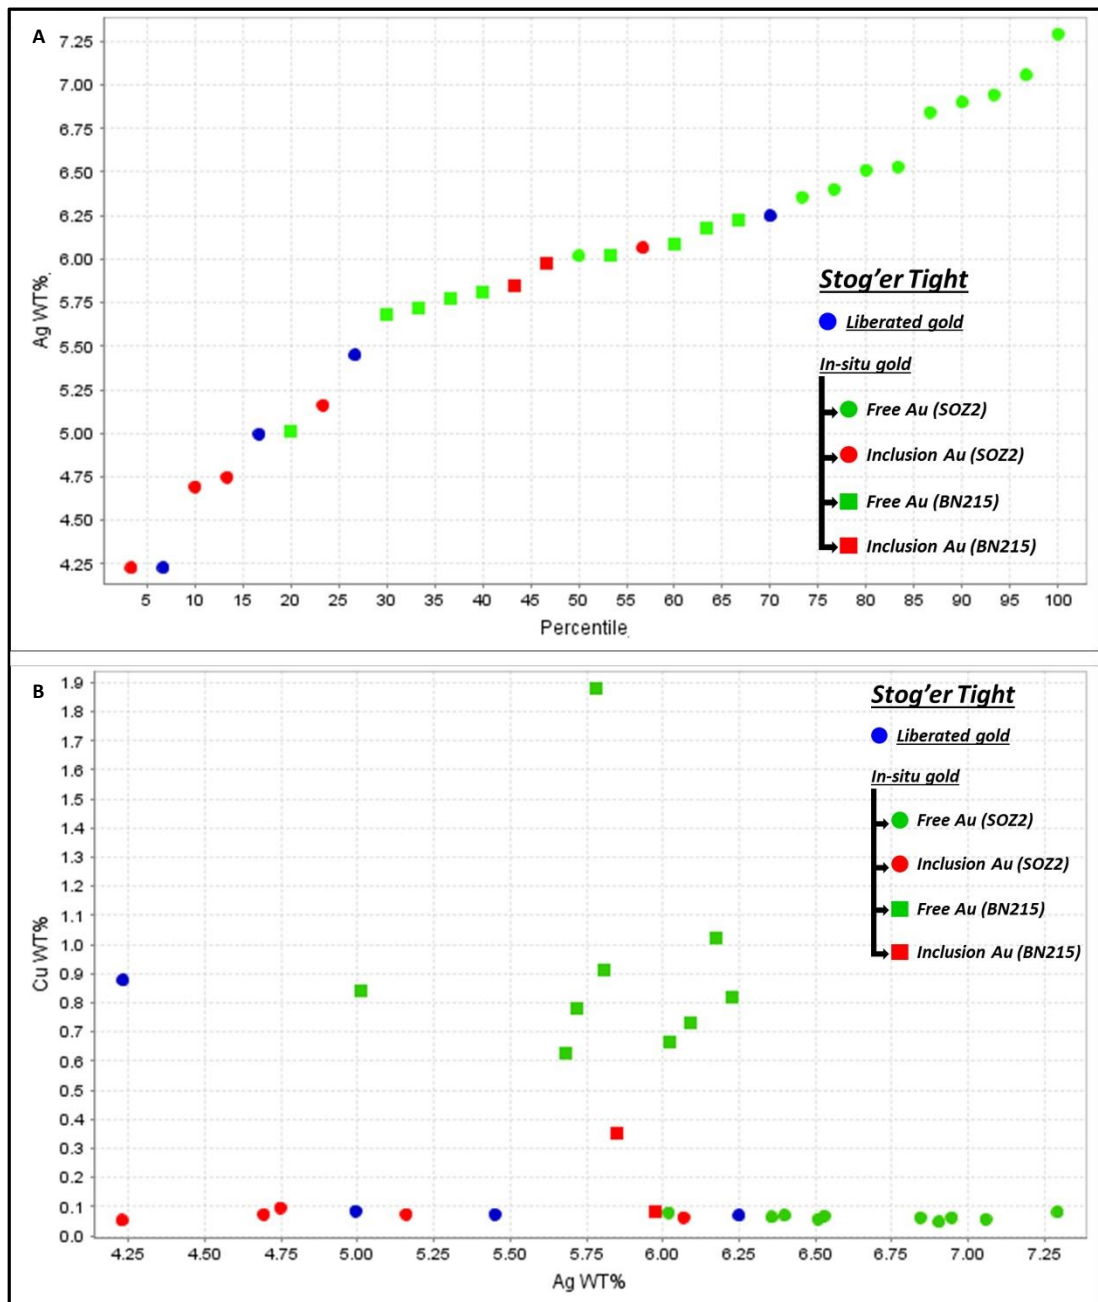 A
7.25
7.00
6.75
6.50
6.25
6.00
5.75
5.50
5.25
5.00
4.75
4.50
4.25
Ag WT%
5 10 15 20 25 30 35 40 45 50 55 60 65 70 75 80 85 90 95 100
Percentile
Stog'er Tight
Liberated gold
In-situ gold
Free Au (SOZ2)
Inclusion Au (SOZ2)
Free Au (BN215)
Inclusion Au (BN215)
B
1.9
1.8
1.7
1.6
1.5
1.4
1.3
1.2
1.1
1.0
0.9
0.8
0.7
0.6
0.5
0.4
0.3
0.2
0.1
0.0
Cu WT%
4.25 4.50 4.75 5.00 5.25 5.50 5.75 6.00 6.25 6.50 6.75 7.00 7.25
Ag WT%
Stog'er Tight
Liberated gold
In-situ gold
Free Au (SOZ2)
Inclusion Au (SOZ2)
Free Au (BN215)
Inclusion Au (BN215)